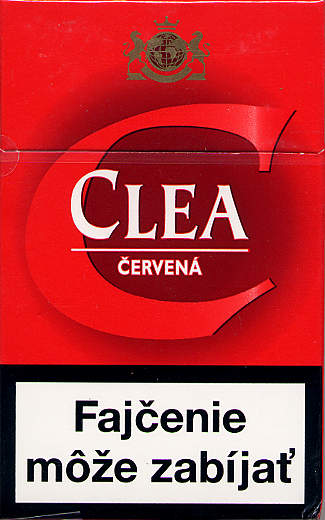 CLEA
ČERVENÁ
Fajčenie
môže zabíjať